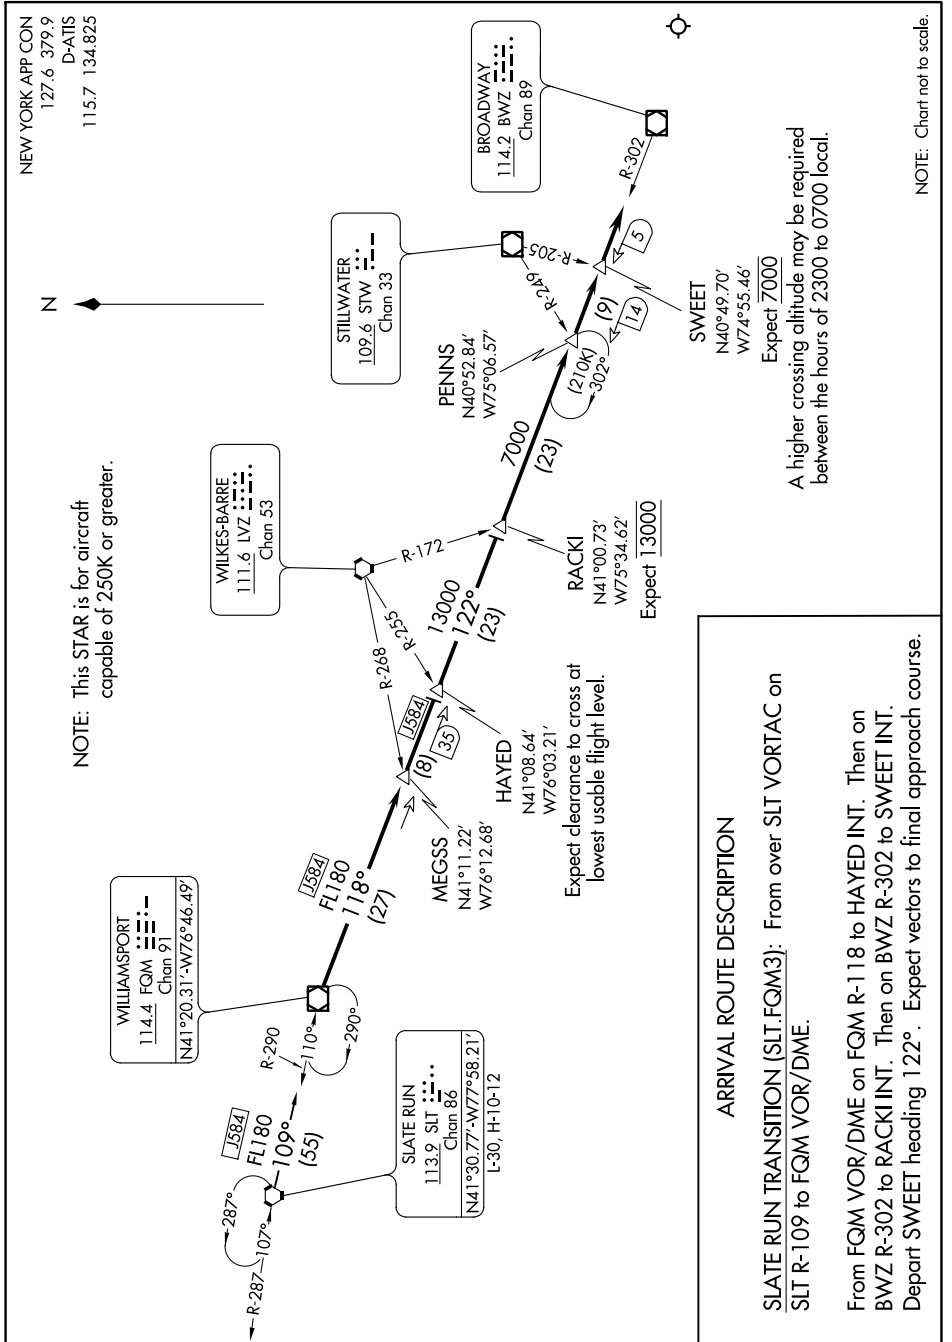 NEW YORK APP CON
127.6 379.9
D-ATIS
115.7 134.825
N
NOTE: This STAR is for aircraft
capable of 250K or greater.
WILLIAMSPORT
114.4 FQM
Chan 91
N41°20.31'-W76°46.49'
WILKES-BARRE
111.6 LVZ
Chan 53
STILLWATER
109.6 STW
Chan 33
BROADWAY
114.2 BWZ
Chan 89
SLATE RUN
113.9 SLT
Chan 86
N41°30.77'-W77°58.21'
L-30, H-10-12
R-287
107°
287°
J584
FL180
109°
(55)
R-290
110°
290°
J584
FL180
118°
(27)
MEGSS
N41°11.22'
W76°12.68'
R-268
R-255
R-172
J584
(8)
35
HAYED
N41°08.64'
W76°03.21'
Expect clearance to cross at
lowest usable flight level.
13000
122°
(23)
RACKI
N41°00.73'
W75°34.62'
Expect 13000
7000
(23)
PENNS
N40°52.84'
W75°06.57'
(210K)
302°
R-249
R-205
(9)
14
5
R-302
SWEET
N40°49.70'
W74°55.46'
Expect 7000
A higher crossing altitude may be required
between the hours of 2300 to 0700 local.
NOTE: Chart not to scale.
ARRIVAL ROUTE DESCRIPTION
SLATE RUN TRANSITION (SLT.FQM3): From over SLT VORTAC on
SLT R-109 to FQM VOR/DME.
From FQM VOR/DME on FQM R-118 to HAYED INT. Then on
BWZ R-302 to RACKI INT. Then on BWZ R-302 to SWEET INT.
Depart SWEET heading 122°. Expect vectors to final approach course.